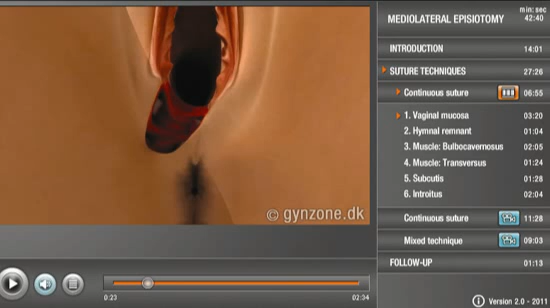 © gynzone.dk
0:23
02:34
min: sec
MEDIOLATERAL EPISIOTOMY 42:40
INTRODUCTION 14:01
SUTURE TECHNIQUES 27:26
Continuous suture 06:55
1. Vaginal mucosa 03:20
2. Hymnal remnant 01:04
3. Muscle: Bulbocavernosus 02:05
4. Muscle: Transversus 01:24
5. Subcutis 01:28
6. Introitus 02:04
Continuous suture 11:28
Mixed technique 09:03
FOLLOW-UP 01:13
Version 2.0 - 2011